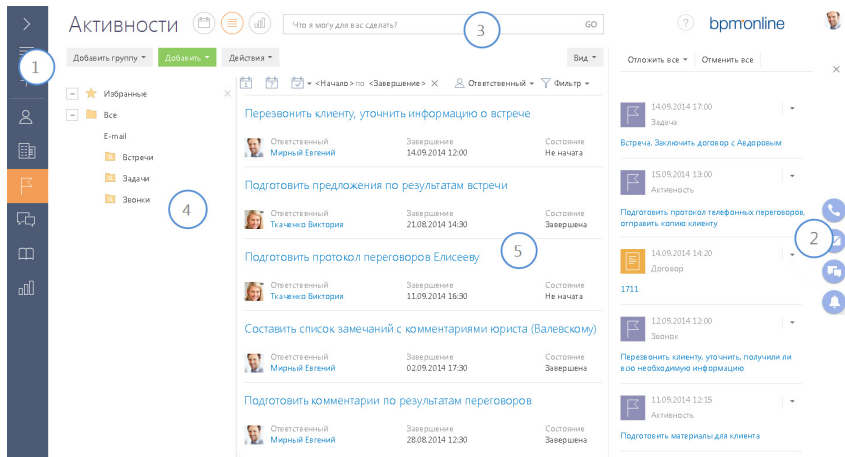 Активности
Что я могу для вас сделать?
GO
3
?
bpmonline
1
Добавить группу
Добавить
Действия
Вид
Отложить все
Отменить все
<Начало> по <Завершение>
Ответственный
Фильтр
Избранные
Все
E-mail
Встречи
Задачи
Звонки
4
Перезвонить клиенту, уточнить информацию о встрече
Ответственный Завершение Состояние
Мирный Евгений 14.09.2014 12:00 Не начата
Подготовить предложения по результатам встречи
Ответственный Завершение Состояние
Ткаченко Виктория 21.08.2014 14:30 Завершена
5
Подготовить протокол переговоров Елисееву
Ответственный Завершение Состояние
Ткаченко Виктория 11.09.2014 16:30 Не начата
Составить список замечаний с комментариями юриста (Валевскому)
Ответственный Завершение Состояние
Мирный Евгений 02.09.2014 17:30 Завершена
Подготовить комментарии по результатам переговоров
Ответственный Завершение Состояние
Мирный Евгений 28.08.2014 12:30 Завершена
14.09.2014 17:00
Задача
Встреча. Заключить договор с Авдоровым
15.09.2014 13:00
Активность
Подготовить протокол телефонных переговоров,
отправить копию клиенту
2
14.09.2014 14:20
Договор
1711
12.09.2014 12:00
Звонок
Перезвонить клиенту, уточнить, получили ли
всю необходимую информацию
11.09.2014 12:15
Активность
Подготовить материалы для клиента